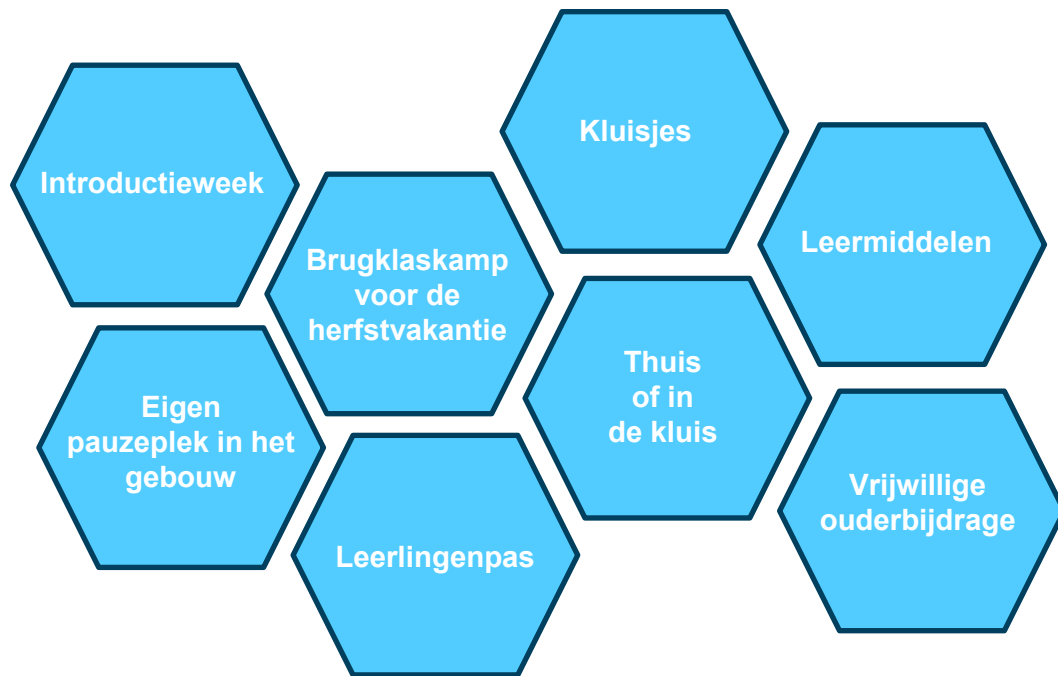 Introductieweek
Brugklaskamp
voor de
herfstvakantie
Kluisjes
Leermiddelen
Eigen
pauzeplek in het
gebouw
Leerlingenpas
Thuis
of in
de kluis
Vrijwillige
ouderbijdrage